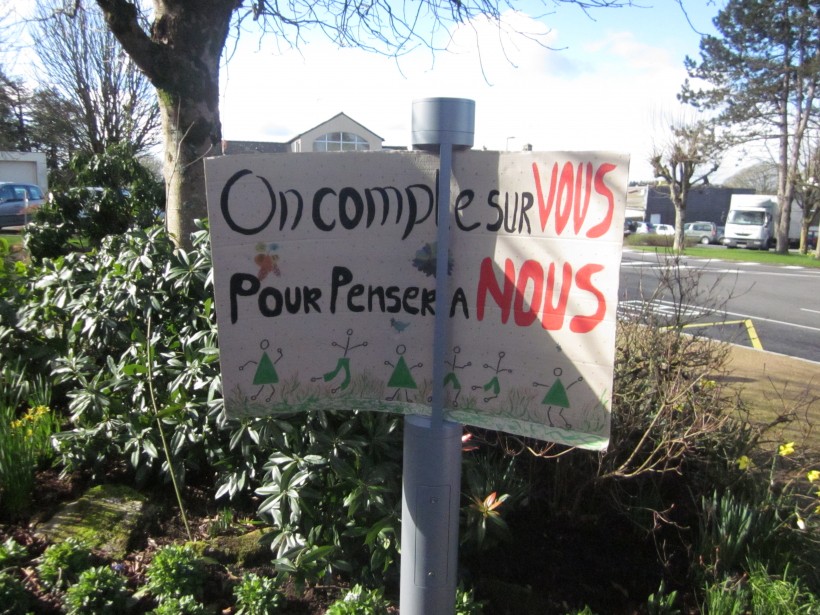 On compte sur VOUS
Pour Penser A NOUS